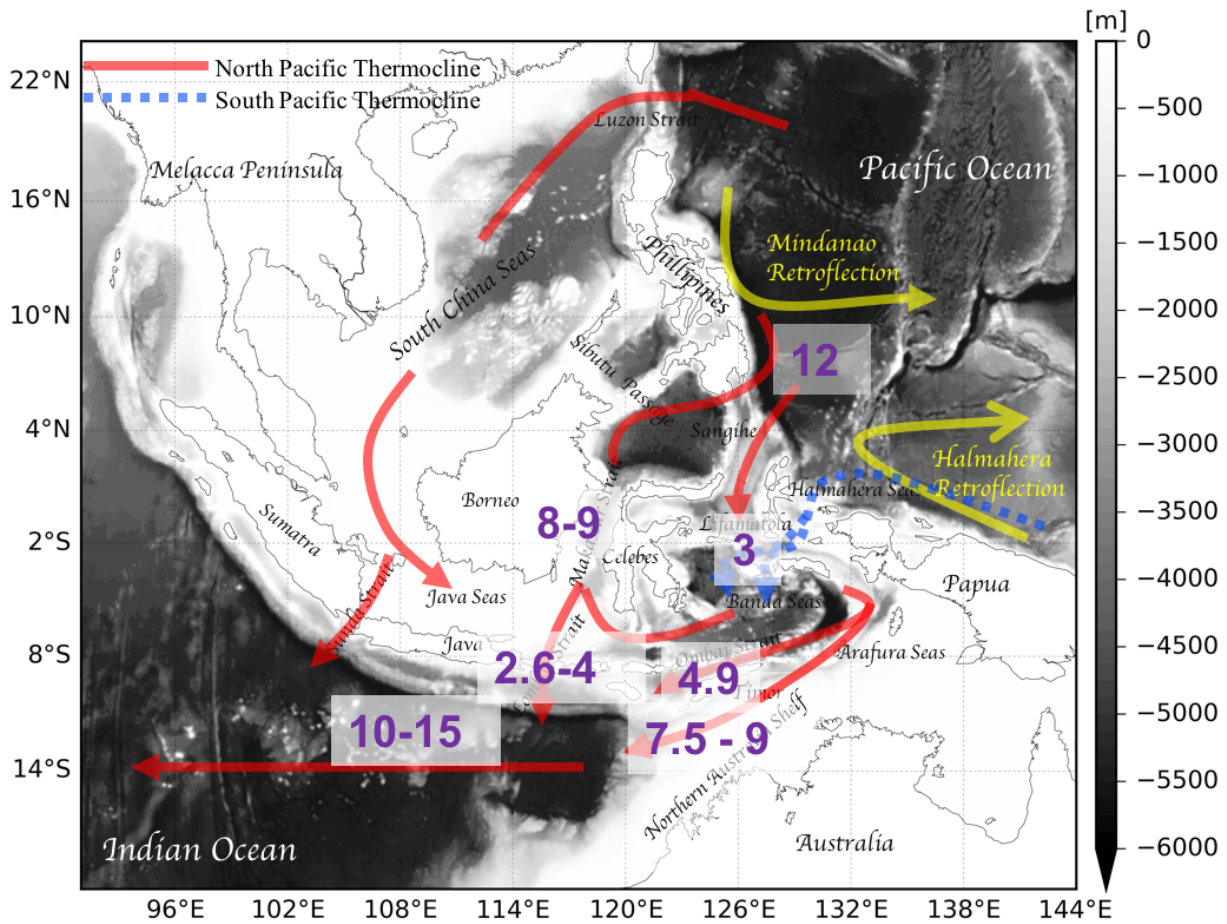 [m]
North Pacific Thermocline
South Pacific Thermocline
22°N
16°N
10°N
4°N
2°S
8°S
14°S
Luzon Strait
Melacca Peninsula
Pacific Ocean
Mindanao
Retroflection
Phillipines
South China Seas
Sibutu Passage
12
Sangihe
Halmahera
Retroflection
Halmahera Seas
Borneo
8-9
Lifamatola
3
Celebes
Sumatra
Java Seas
Banda Seas
Papua
Sunda Strait
Java
Ombai Strait
Arafura Seas
2.6-4
4.9
Timor
10-15
7.5 - 9
Northern Australian Shelf
Indian Ocean
Australia
96°E
102°E
108°E
114°E
120°E
126°E
132°E
138°E
144°E
0
−500
−1000
−1500
−2000
−2500
−3000
−3500
−4000
−4500
−5000
−5500
−6000